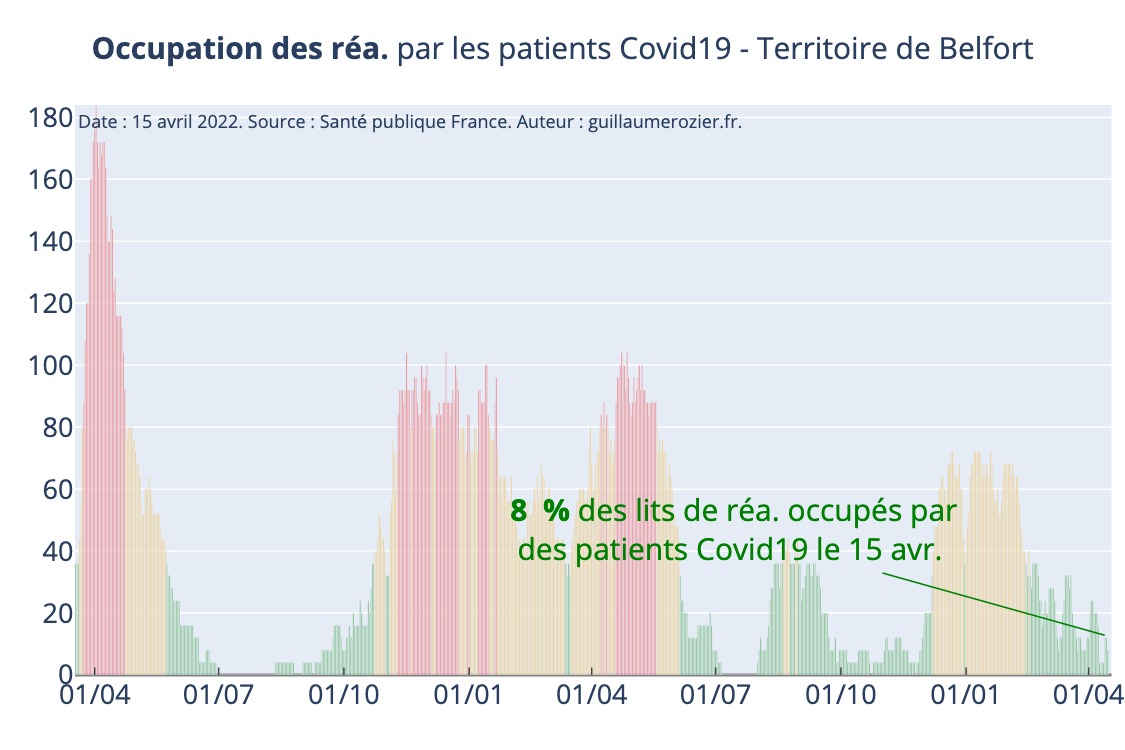 Occupation des réa. par les patients Covid19 - Territoire de Belfort
Date : 15 avril 2022. Source : Santé publique France. Auteur : guillaumerozier.fr.
180
160
140
120
100
80
60
40
20
0
8 % des lits de réa. occupés par
des patients Covid19 le 15 avr.
01/04 01/07 01/10 01/01 01/04 01/07 01/10 01/01 01/04